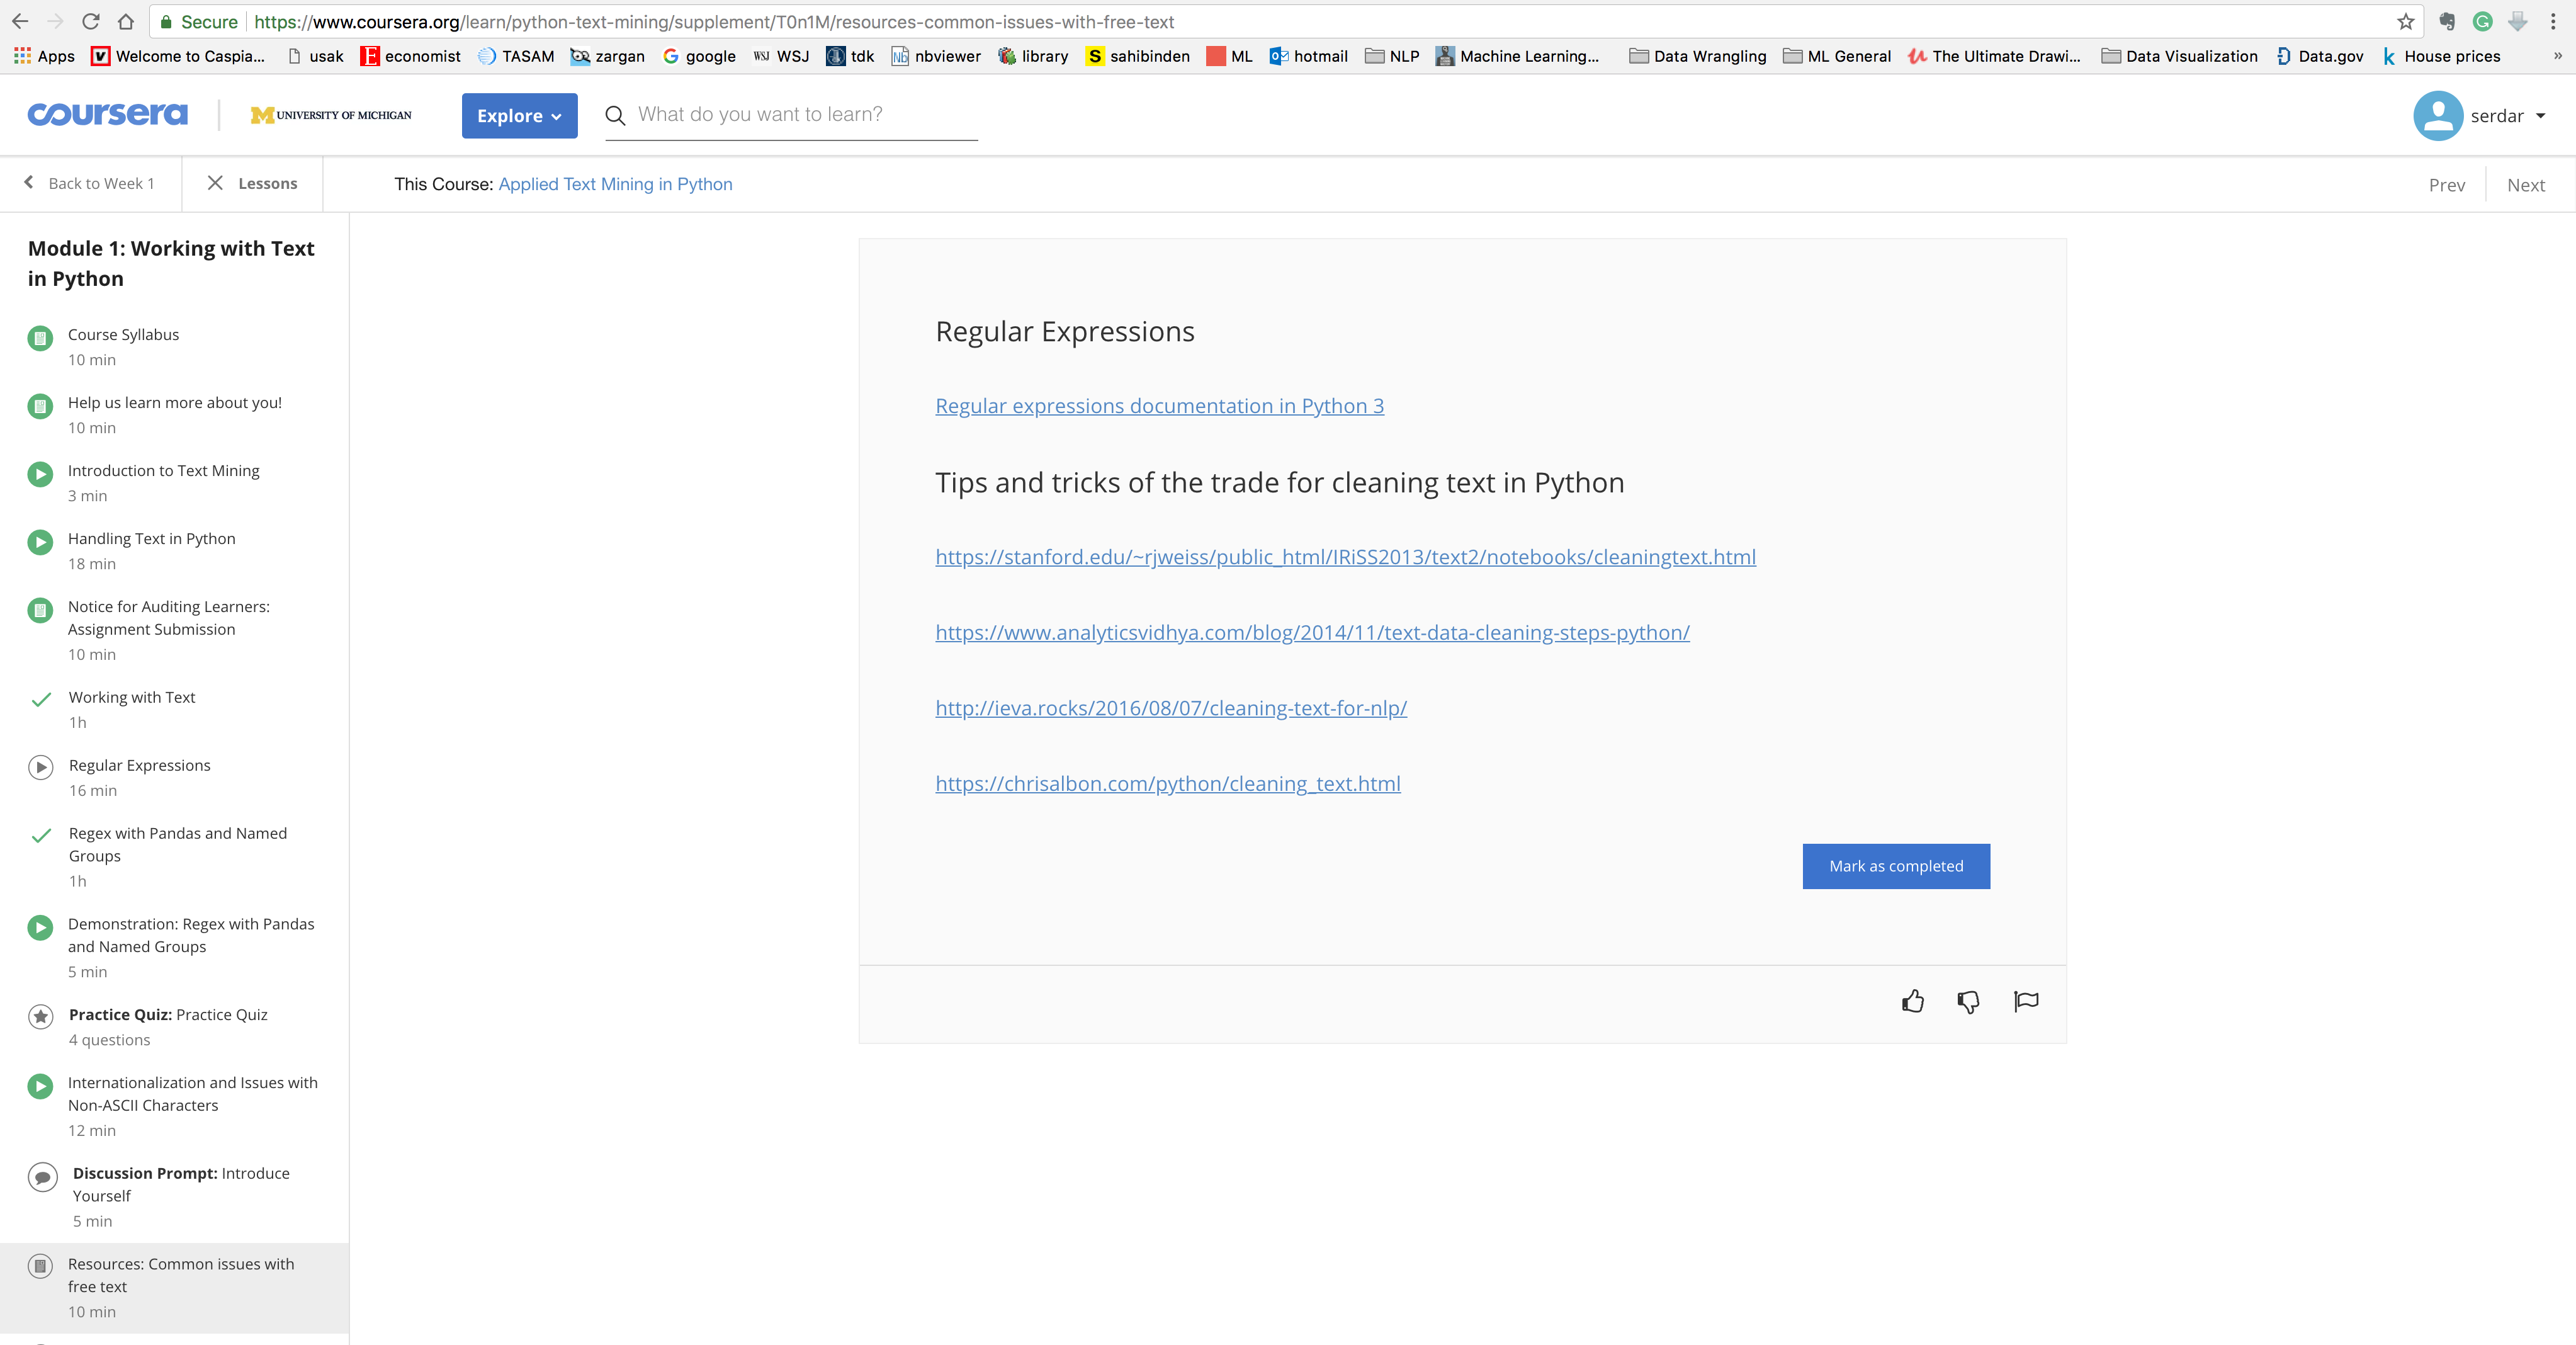 Secure https://www.coursera.org/learn/python-text-mining/supplement/T0n1M/resources-common-issues-with-free-text
Apps Welcome to Caspia... usak economist TASAM zargan google WSJ WSJ tdk nbviewer library sahibinden ML hotmail NLP Machine Learning... Data Wrangling ML General The Ultimate Drawi... Data Visualization Data.gov House prices »
coursera UNIVERSITY OF MICHIGAN Explore What do you want to learn? serdar
Back to Week 1 Lessons This Course: Applied Text Mining in Python Prev Next
Module 1: Working with Text
in Python
Course Syllabus
10 min
Help us learn more about you!
10 min
Introduction to Text Mining
3 min
Handling Text in Python
18 min
Notice for Auditing Learners:
Assignment Submission
10 min
Working with Text
1h
Regular Expressions
16 min
Regex with Pandas and Named
Groups
1h
Demonstration: Regex with Pandas
and Named Groups
5 min
Practice Quiz: Practice Quiz
4 questions
Internationalization and Issues with
Non-ASCII Characters
12 min
Discussion Prompt: Introduce
Yourself
5 min
Resources: Common issues with
free text
10 min
Regular Expressions
Regular expressions documentation in Python 3
Tips and tricks of the trade for cleaning text in Python
https://stanford.edu/~rjweiss/public_html/IRiSS2013/text2/notebooks/cleaningtext.html
https://www.analyticsvidhya.com/blog/2014/11/text-data-cleaning-steps-python/
http://ieva.rocks/2016/08/07/cleaning-text-for-nlp/
https://chrisalbon.com/python/cleaning_text.html
Mark as completed